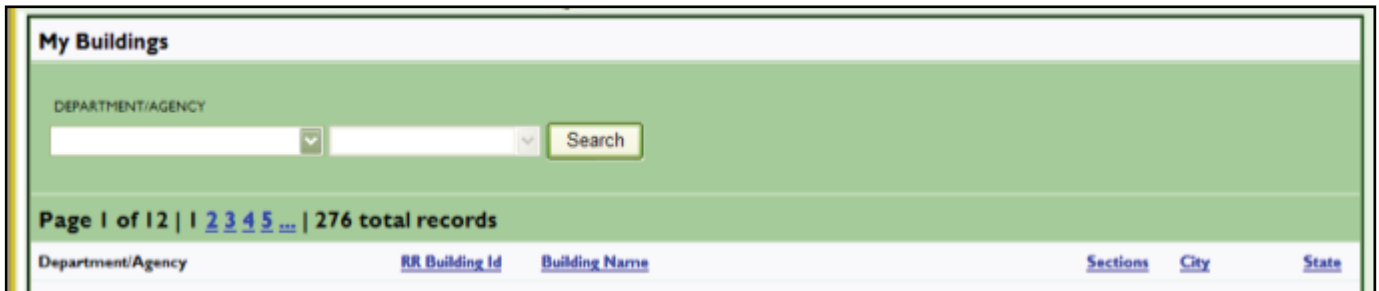 My Buildings
DEPARTMENT/AGENCY
Search
Page 1 of 12 | 1 2 3 4 5 ... | 276 total records
Department/Agency RR Building Id Building Name Sections City State